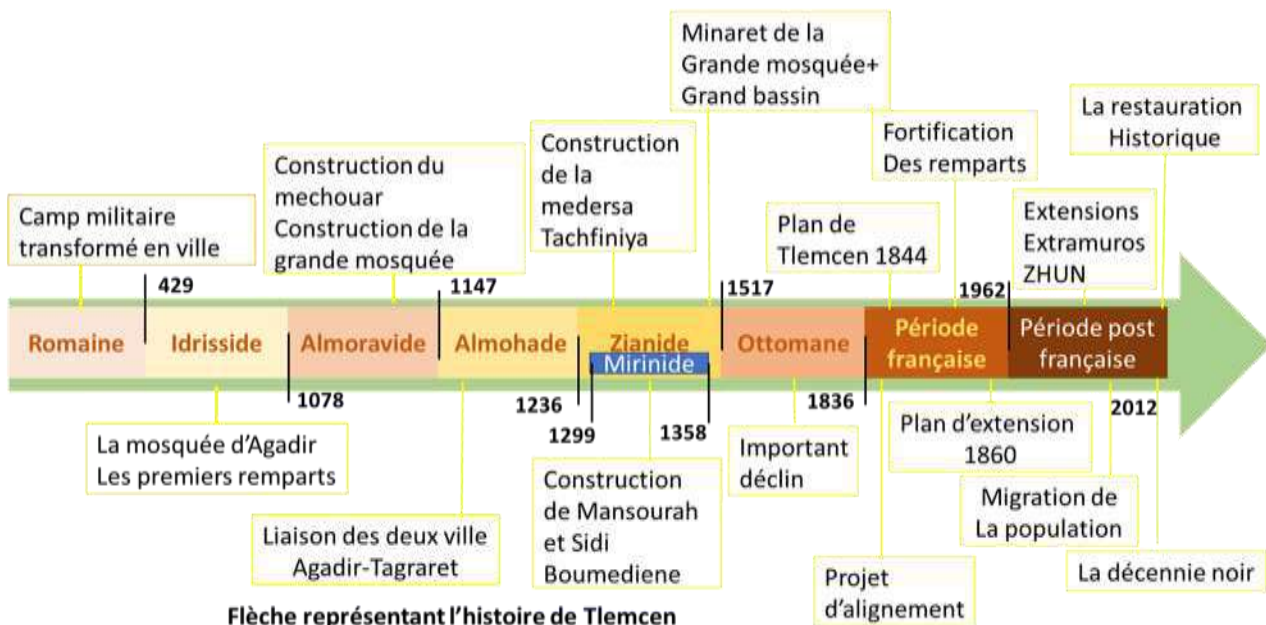 Minaret de la
Grande mosquée+
Grand bassin
La restauration
Historique
Fortification
Des remparts
Construction
de la
medersa
Tachfiniya
Construction du
mechouar
Construction de la
grande mosquée
Camp militaire
transformé en ville
Plan de
Tlemcen 1844
Extensions
Extramuros
ZHUN
429
1147
1517
1962
Romaine
Idrisside
Almoravide
Almohade
Zianide
Mirinide
Ottomane
Période
française
Période post
française
1078
1236
1299
1358
1836
2012
La mosquée d'Agadir
Les premiers remparts
Liaison des deux ville
Agadir-Tagraret
Construction
de Mansourah
et Sidi
Boumediene
Important
déclin
Plan d'extension
1860
Migration de
La population
Projet
d'alignement
La décennie noir
Flèche représentant l'histoire de Tlemcen